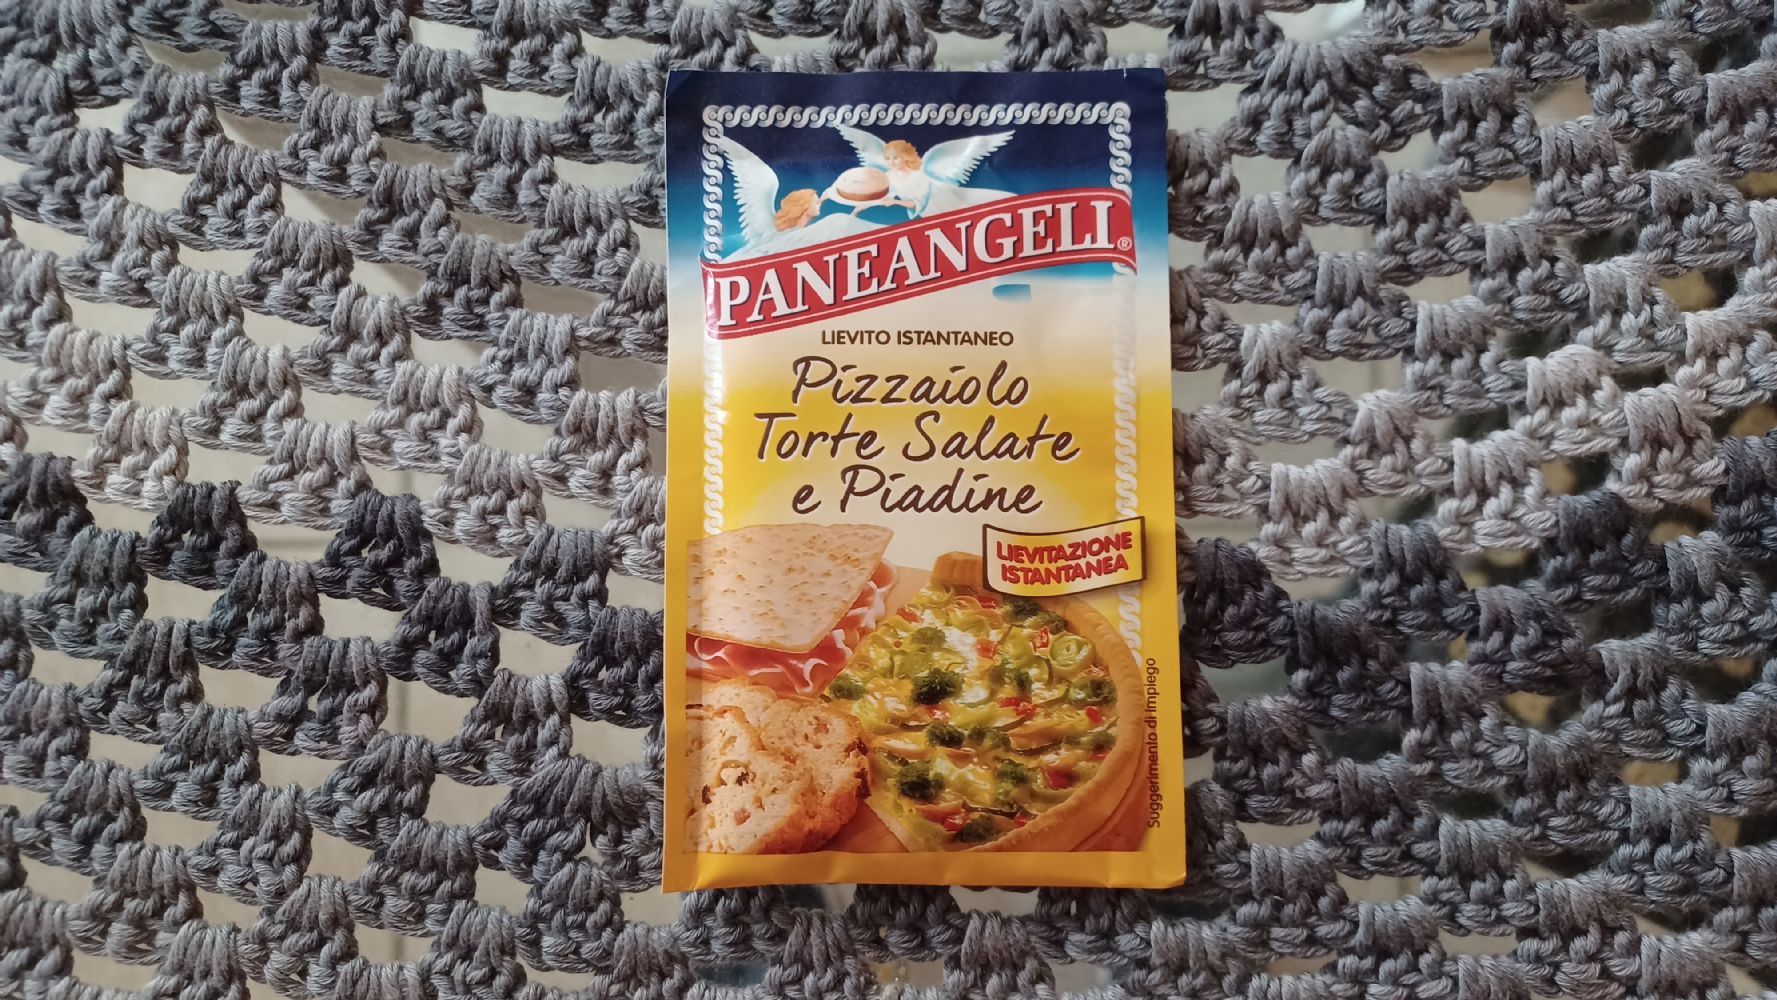 PANEANGELI®
LIEVITO ISTANTANEO
Pizzaiolo
Torte Salate
e Piadine
LIEVITAZIONE
ISTANTANEA
Suggerimento di impiego